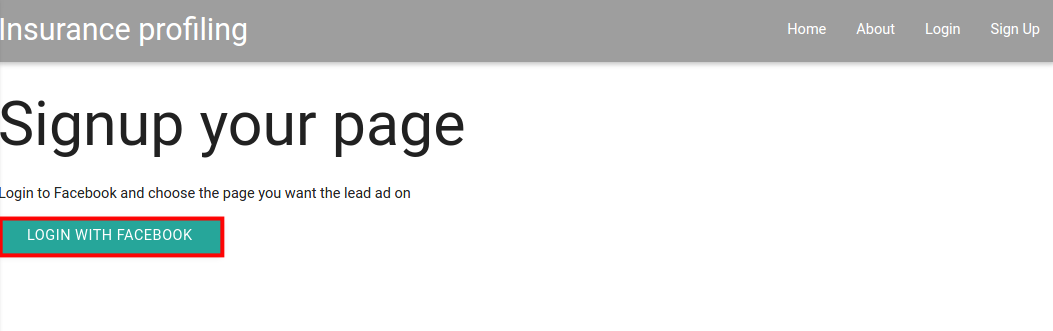 Insurance profiling
Home About Login Sign Up
Signup your page
Login to Facebook and choose the page you want the lead ad on
LOGIN WITH FACEBOOK